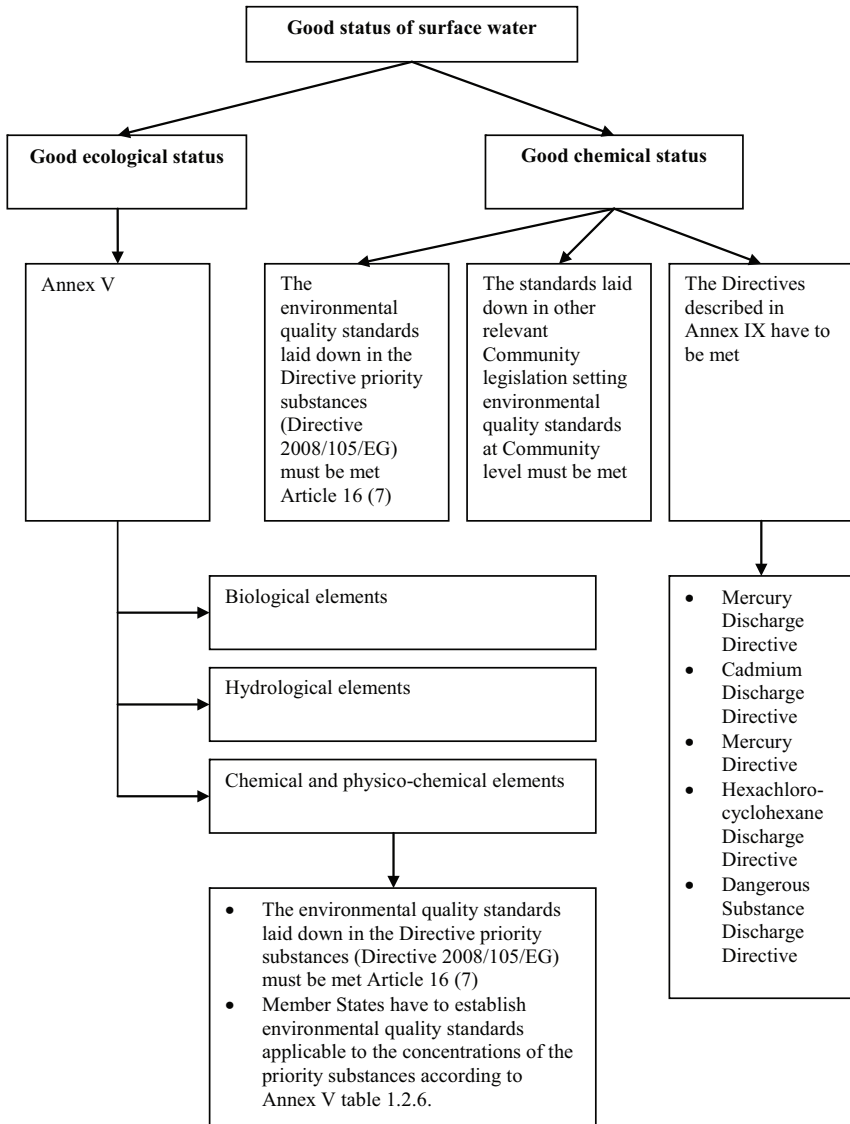 Good status of surface water
Good ecological status
Good chemical status
Annex V
The
environmental
quality standards
laid down in the
Directive priority
substances
(Directive
2008/105/EG)
must be met
Article 16 (7)
The standards laid
down in other
relevant
Community
legislation setting
environmental
quality standards
at Community
level must be met
The Directives
described in
Annex IX have to
be met
Biological elements
Hydrological elements
Chemical and physico-chemical elements
• The environmental quality standards
laid down in the Directive priority
substances (Directive 2008/105/EG)
must be met Article 16 (7)
• Member States have to establish
environmental quality standards
applicable to the concentrations of the
priority substances according to
Annex V table 1.2.6.
• Mercury
Discharge
Directive
• Cadmium
Discharge
Directive
• Mercury
Directive
• Hexachloro-
cyclohexane
Discharge
Directive
• Dangerous
Substance
Discharge
Directive